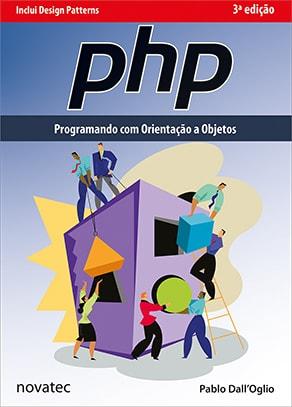 Inclui Design Patterns
3ª edição
php
Programando com Orientação a Objetos
novatec
Pablo Dall'Oglio